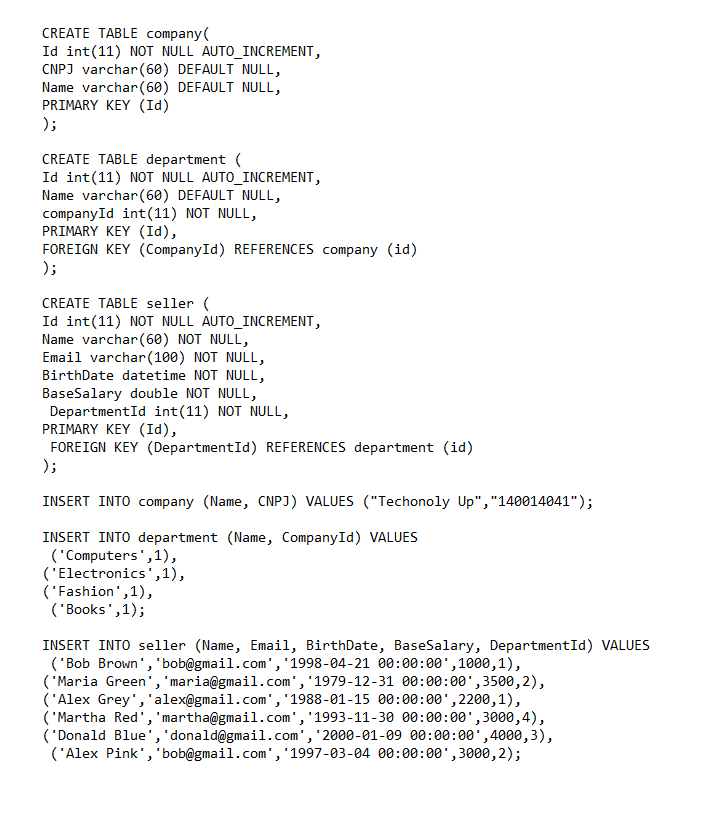 CREATE TABLE company(
Id int(11) NOT NULL AUTO_INCREMENT,
CNPJ varchar(60) DEFAULT NULL,
Name varchar(60) DEFAULT NULL,
PRIMARY KEY (Id)
);
CREATE TABLE department (
Id int(11) NOT NULL AUTO_INCREMENT,
Name varchar(60) DEFAULT NULL,
companyId int(11) NOT NULL,
PRIMARY KEY (Id),
FOREIGN KEY (CompanyId) REFERENCES company (id)
);
CREATE TABLE seller (
Id int(11) NOT NULL AUTO_INCREMENT,
Name varchar(60) NOT NULL,
Email varchar(100) NOT NULL,
BirthDate datetime NOT NULL,
BaseSalary double NOT NULL,
DepartmentId int(11) NOT NULL,
PRIMARY KEY (Id),
FOREIGN KEY (DepartmentId) REFERENCES department (id)
);
INSERT INTO company (Name, CNPJ) VALUES ("Techonoly Up","140014041");
INSERT INTO department (Name, CompanyId) VALUES
('Computers',1),
('Electronics',1),
('Fashion',1),
('Books',1);
INSERT INTO seller (Name, Email, BirthDate, BaseSalary, DepartmentId) VALUES
('Bob Brown','bob@gmail.com','1998-04-21 00:00:00',1000,1),
('Maria Green','maria@gmail.com','1979-12-31 00:00:00',3500,2),
('Alex Grey','alex@gmail.com','1988-01-15 00:00:00',2200,1),
('Martha Red','martha@gmail.com','1993-11-30 00:00:00',3000,4),
('Donald Blue','donald@gmail.com','2000-01-09 00:00:00',4000,3),
('Alex Pink','bob@gmail.com','1997-03-04 00:00:00',3000,2);